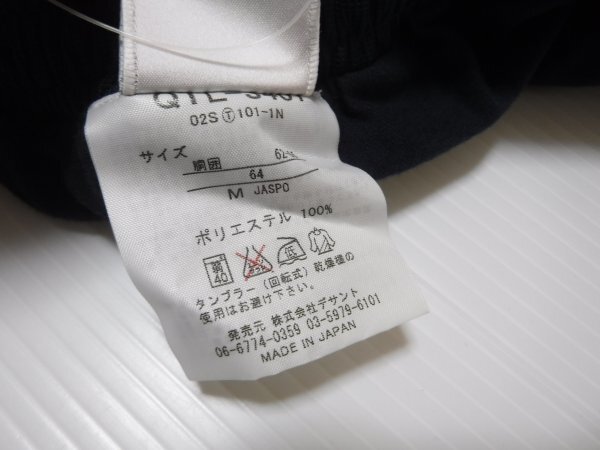 02S Ⓣ 101-1N
サイズ 胴囲
64
M JASPO
ポリエステル 100%
弱
40
タンブラー(回転式)乾燥機の
使用はお避け下さい。
発売元 株式会社デサント
06-6774-0359 03-5979-6101
MADE IN JAPAN